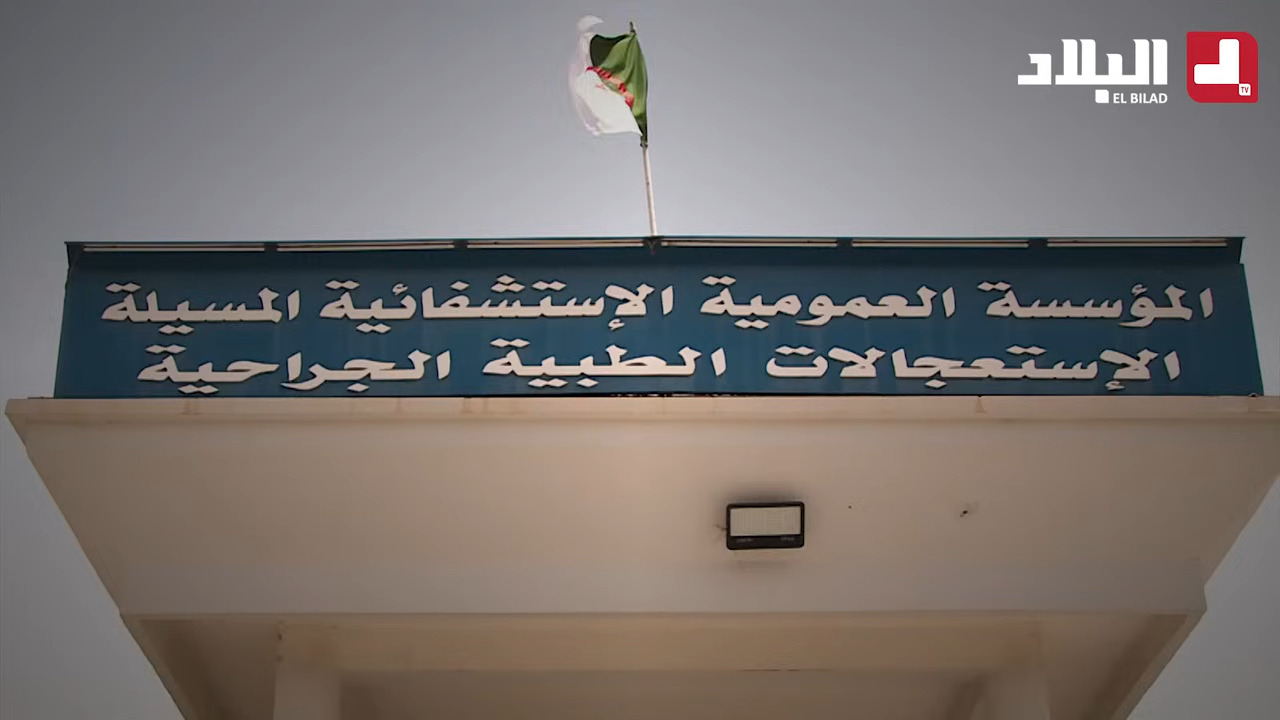 البلاد
EL BILAD
TV
المؤسسة العمومية الإستشفائية المسيلة
الإستعجالات الطبية الجراحية